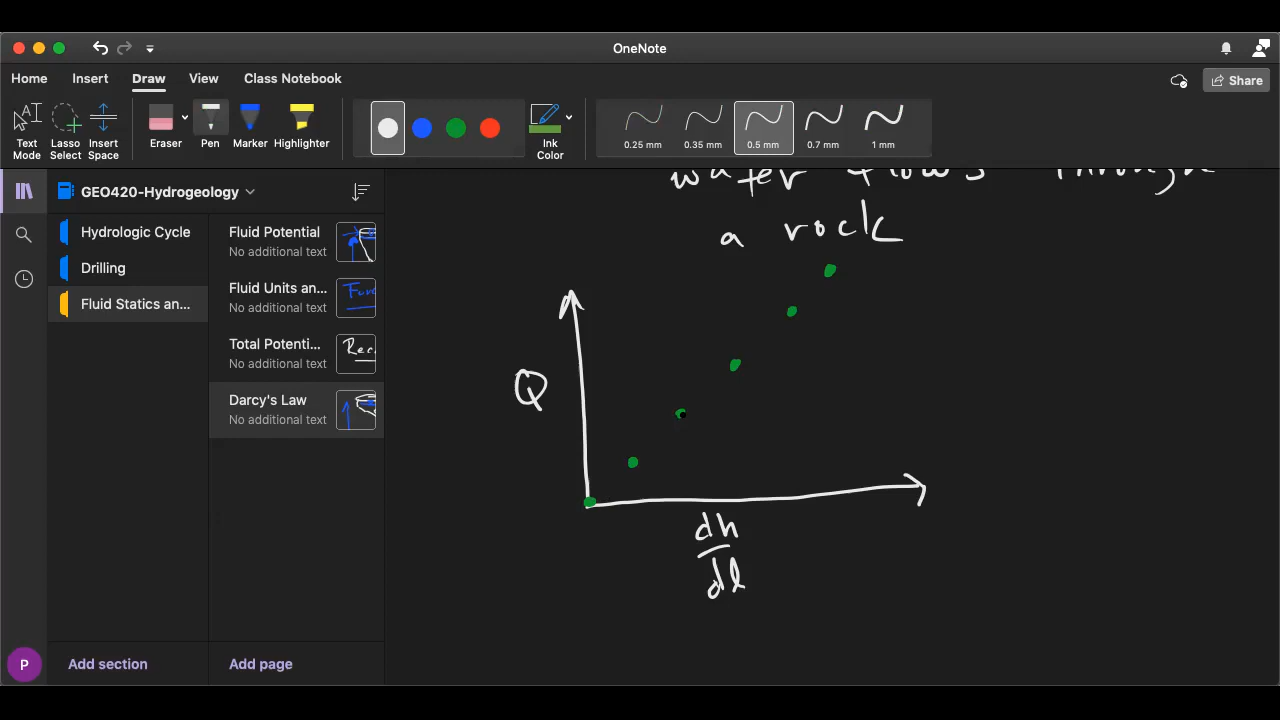 OneNote
Home Insert Draw View Class Notebook
Share
Text Mode
Lasso Select
Insert Space
Eraser
Pen
Marker
Highlighter
Ink Color
0.25 mm
0.35 mm
0.5 mm
0.7 mm
1 mm
GEO420-Hydrogeology
Hydrologic Cycle
Drilling
Fluid Statics an...
Fluid Potential
No additional text
Fluid Units an...
No additional text
Total Potenti...
No additional text
Rec
Darcy's Law
No additional text
water flows through
a rock
Q
dh
dl
P
Add section
Add page